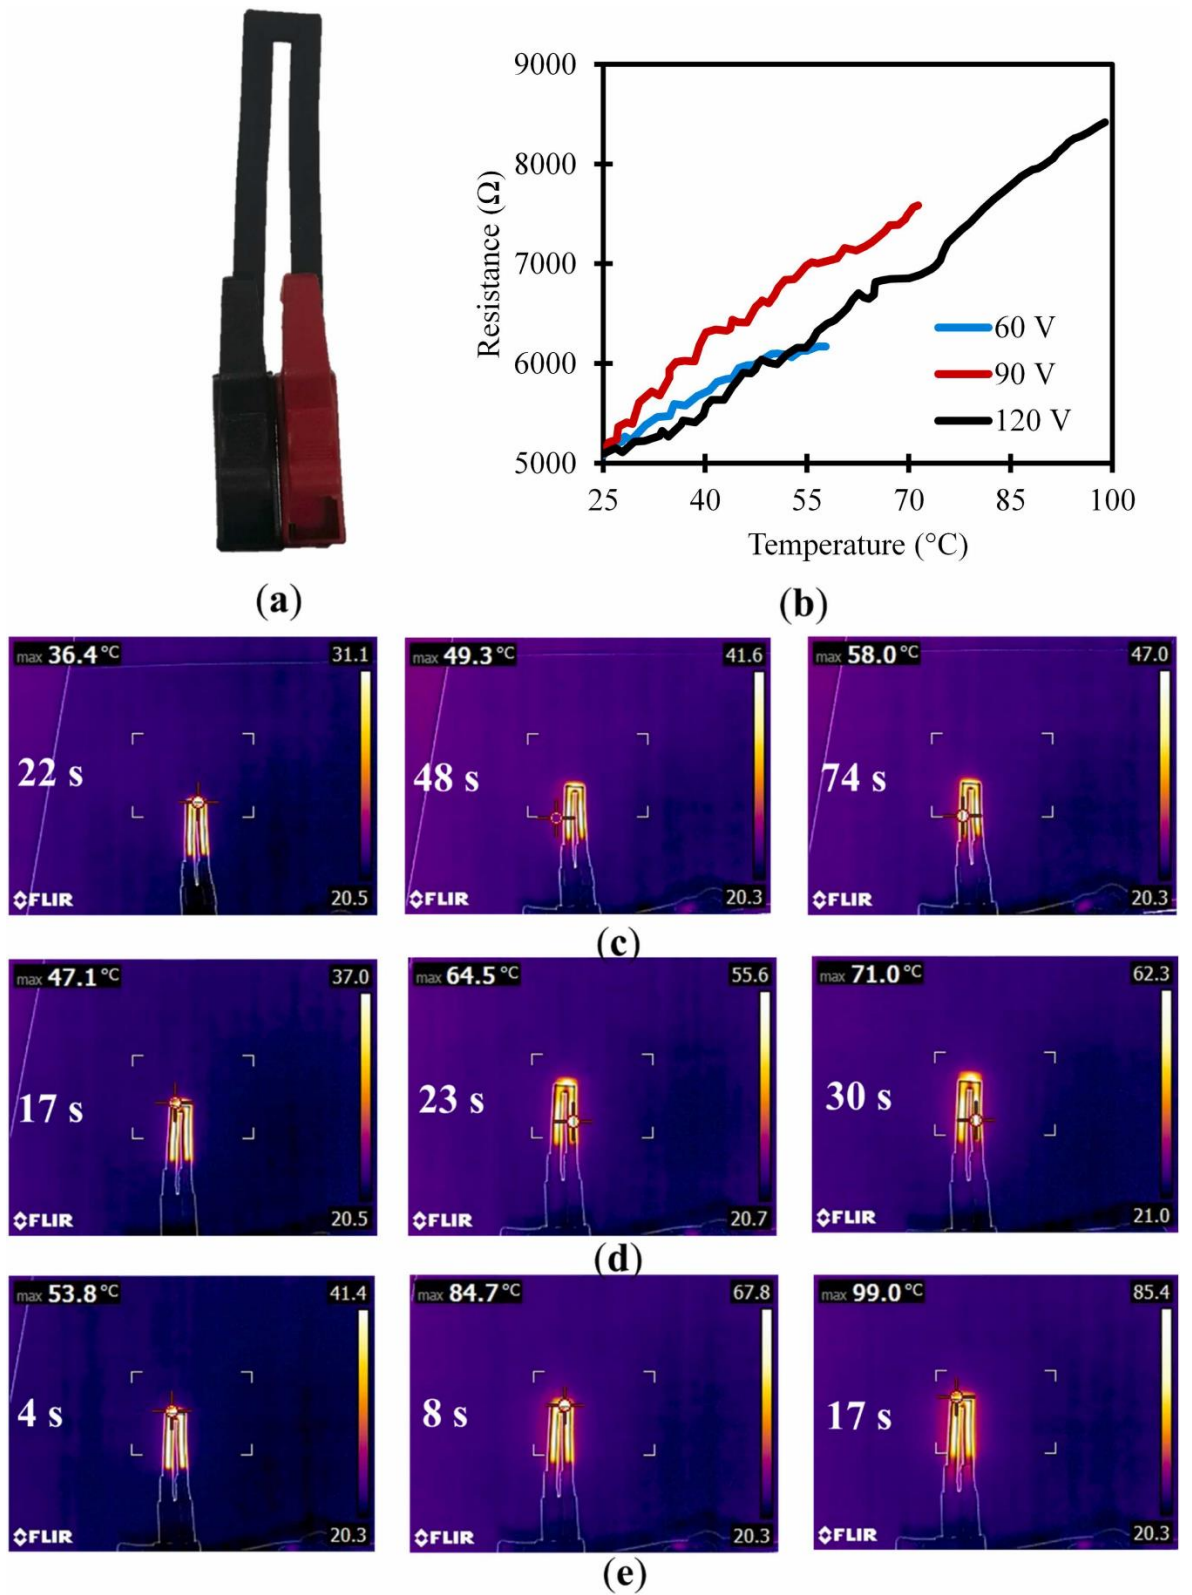 9000
8000
7000
6000
5000
Resistance (Ω)
60 V
90 V
120 V
25 40 55 70 85 100
Temperature (°C)
(a)
(b)
max 36.4 °C 31.1
22 s
FLIR 20.5
max 49.3 °C 41.6
48 s
FLIR 20.3
max 58.0 °C 47.0
74 s
FLIR 20.3
(c)
max 47.1 °C 37.0
17 s
FLIR 20.5
max 64.5 °C 55.6
23 s
FLIR 20.7
max 71.0 °C 62.3
30 s
FLIR 21.0
(d)
max 53.8 °C 41.4
4 s
FLIR 20.3
max 84.7 °C 67.8
8 s
FLIR 20.3
max 99.0 °C 85.4
17 s
FLIR 20.3
(e)